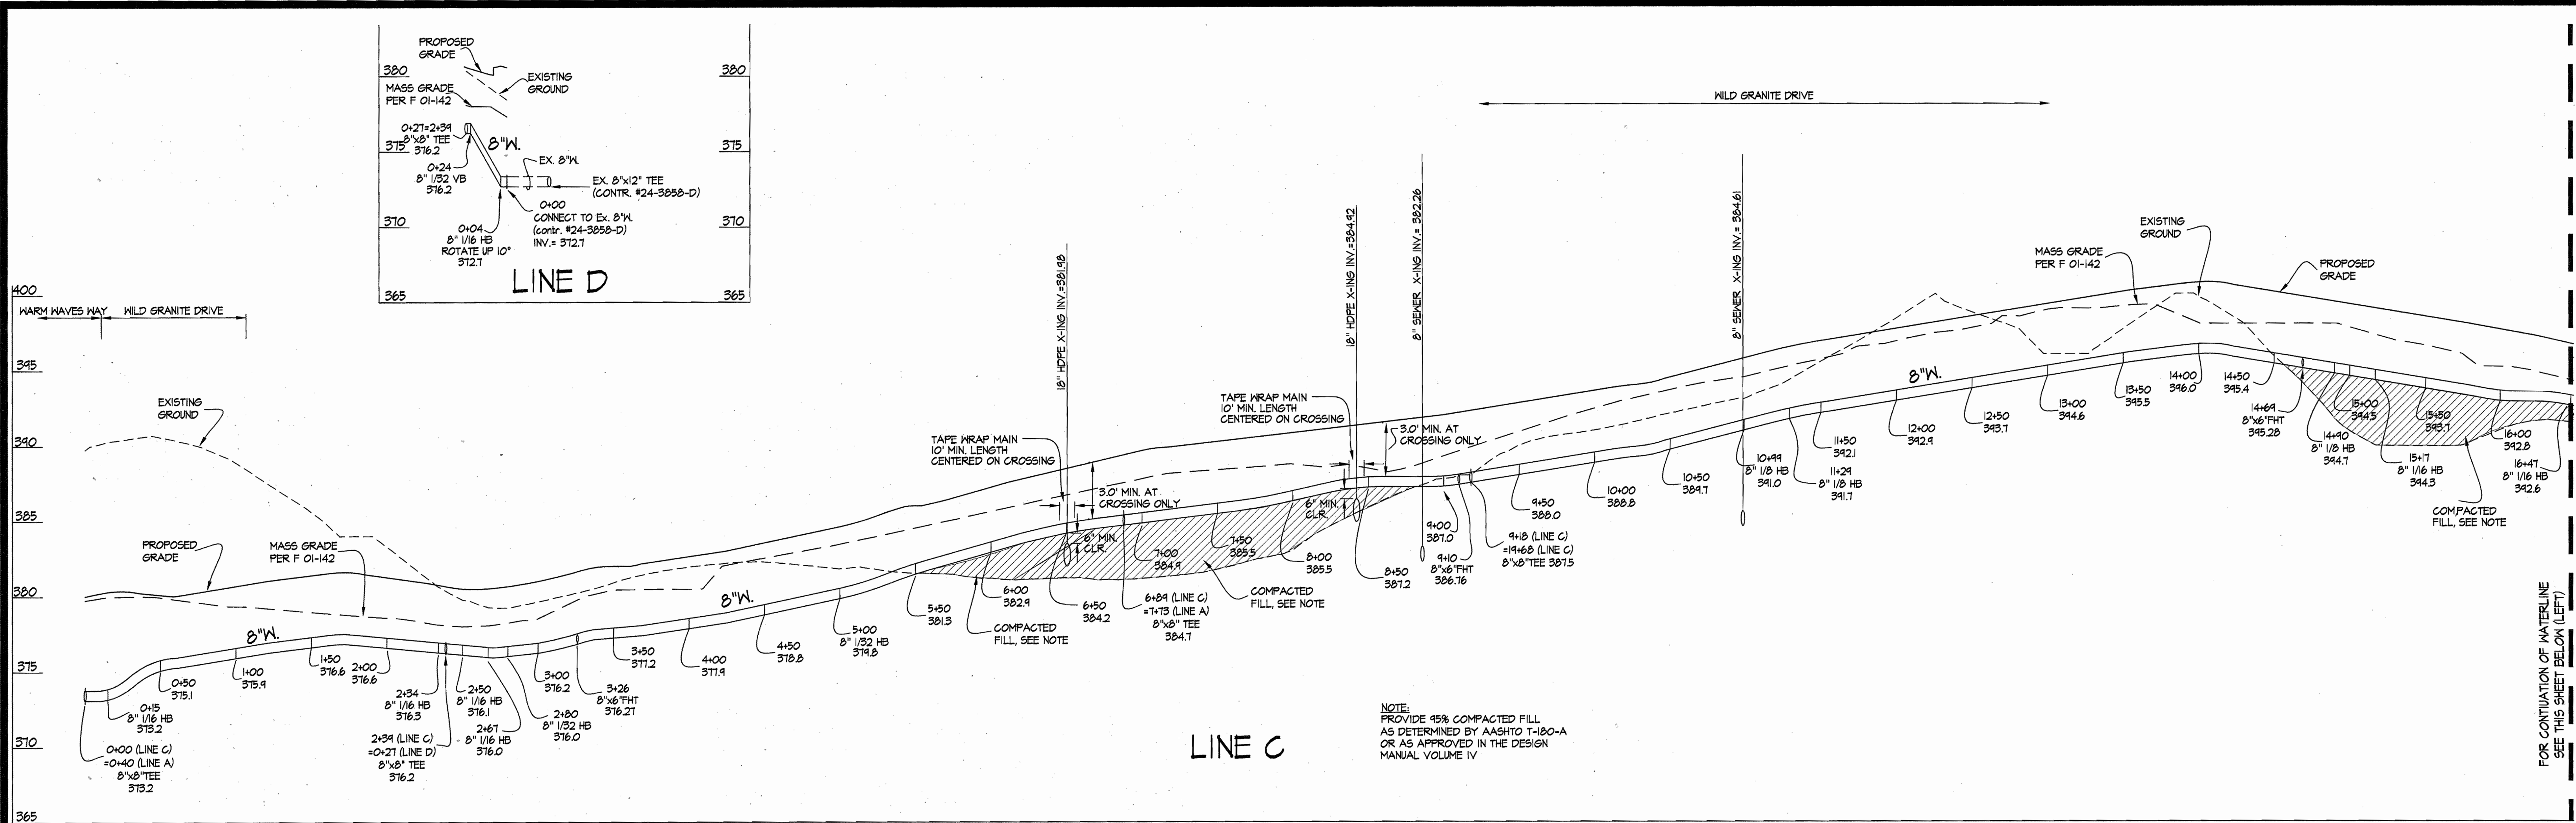 PROPOSED
GRADE
380
380
EXISTING
GROUND
MASS GRADE
PER F 01-142
0+27=2+39
8"x8" TEE
376.2
375
375
8"W.
0+24
8" 1/32 VB
376.2
EX. 8"W.
EX. 8"x12" TEE
(CONTR. #24-3858-D)
0+00
CONNECT TO Ex. 8"W.
(contr. #24-3858-D)
INV.= 372.7
370
370
0+04
8" 1/16 HB
ROTATE UP 10°
372.7
LINE D
365
365
WILD GRANITE DRIVE
400
WARM WAVES WAY
WILD GRANITE DRIVE
395
390
385
380
375
370
365
EXISTING
GROUND
PROPOSED
GRADE
MASS GRADE
PER F 01-142
8"W.
0+00 (LINE C)
=0+40 (LINE A)
8"x8"TEE
373.2
0+15
8" 1/16 HB
373.2
0+50
375.1
1+00
375.9
1+50
376.6
2+00
376.6
2+34
8" 1/16 HB
376.3
2+39 (LINE C)
=0+27 (LINE D)
8"x8" TEE
376.2
2+50
8" 1/16 HB
376.1
2+67
8" 1/16 HB
376.0
2+80
8" 1/32 HB
376.0
3+00
376.2
3+26
8"x6"FHT
376.27
3+50
377.2
4+00
377.9
8"W.
4+50
378.8
5+00
8" 1/32 HB
379.8
5+50
381.3
6+00
382.9
COMPACTED
FILL, SEE NOTE
TAPE WRAP MAIN
10' MIN. LENGTH
CENTERED ON CROSSING
18" HDPE X-ING INV.=381.98
3.0' MIN. AT
CROSSING ONLY
6" MIN.
CLR.
6+50
384.2
6+89 (LINE C)
=7+73 (LINE A)
8"x8" TEE
384.7
7+00
384.9
7+50
385.5
COMPACTED
FILL, SEE NOTE
8+00
385.5
TAPE WRAP MAIN
10' MIN. LENGTH
CENTERED ON CROSSING
18" HDPE X-ING INV.=384.92
6" MIN.
CLR.
3.0' MIN. AT
CROSSING ONLY
8" SEWER X-ING INV.= 382.26
8+50
387.2
9+00
387.0
9+10
8"x6"FHT
386.76
9+18 (LINE C)
=19+68 (LINE C)
8"x8"TEE 387.5
9+50
388.0
10+00
388.8
10+50
389.7
8" SEWER X-ING INV.= 384.61
10+99
8" 1/8 HB
391.0
11+29
8" 1/8 HB
391.7
11+50
392.1
8"W.
12+00
392.9
12+50
393.7
13+00
394.6
13+50
395.5
14+00
396.0
14+50
395.4
MASS GRADE
PER F 01-142
EXISTING
GROUND
PROPOSED
GRADE
14+69
8"x6"FHT
395.28
14+90
8" 1/8 HB
394.7
15+00
394.5
15+17
8" 1/16 HB
394.3
15+50
393.7
16+00
392.8
16+47
8" 1/16 HB
392.6
COMPACTED
FILL, SEE NOTE
LINE C
NOTE:
PROVIDE 95% COMPACTED FILL
AS DETERMINED BY AASHTO T-180-A
OR AS APPROVED IN THE DESIGN
MANUAL VOLUME IV
FOR CONTIUATION OF WATERLINE
SEE THIS SHEET BELOW (LEFT)